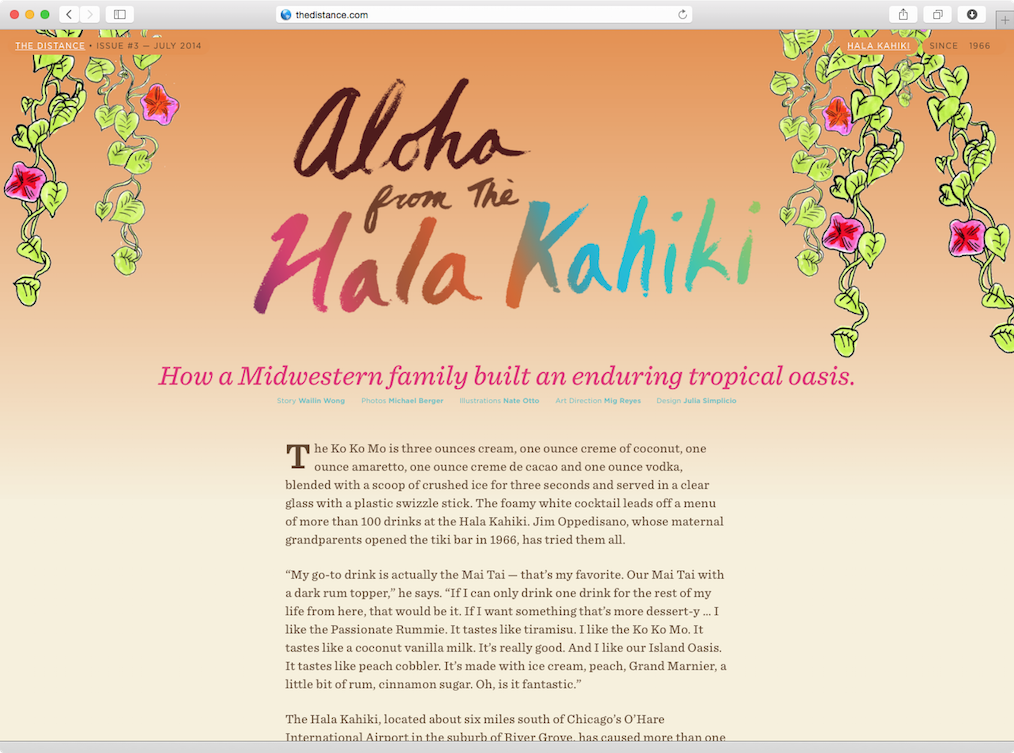 thedistance.com
THE DISTANCE • ISSUE #3 — JULY 2014
HALA KAHIKI SINCE 1966
Aloha
from The
Hala Kahiki
How a Midwestern family built an enduring tropical oasis.
Story Wailin Wong Photos Michael Berger Illustrations Nate Otto Art Direction Mig Reyes Design Julia Simplicio
The Ko Ko Mo is three ounces cream, one ounce creme of coconut, one
ounce amaretto, one ounce creme de cacao and one ounce vodka,
blended with a scoop of crushed ice for three seconds and served in a clear
glass with a plastic swizzle stick. The foamy white cocktail leads off a menu
of more than 100 drinks at the Hala Kahiki. Jim Oppedisano, whose maternal
grandparents opened the tiki bar in 1966, has tried them all.
“My go-to drink is actually the Mai Tai — that’s my favorite. Our Mai Tai with
a dark rum topper,” he says. “If I can only drink one drink for the rest of my
life from here, that would be it. If I want something that’s more dessert-y ... I
like the Passionate Rummie. It tastes like tiramisu. I like the Ko Ko Mo. It
tastes like a coconut vanilla milk. It’s really good. And I like our Island Oasis.
It tastes like peach cobbler. It’s made with ice cream, peach, Grand Marnier, a
little bit of rum, cinnamon sugar. Oh, is it fantastic.”
The Hala Kahiki, located about six miles south of Chicago’s O’Hare
International Airport in the suburb of River Grove, has caused more than one